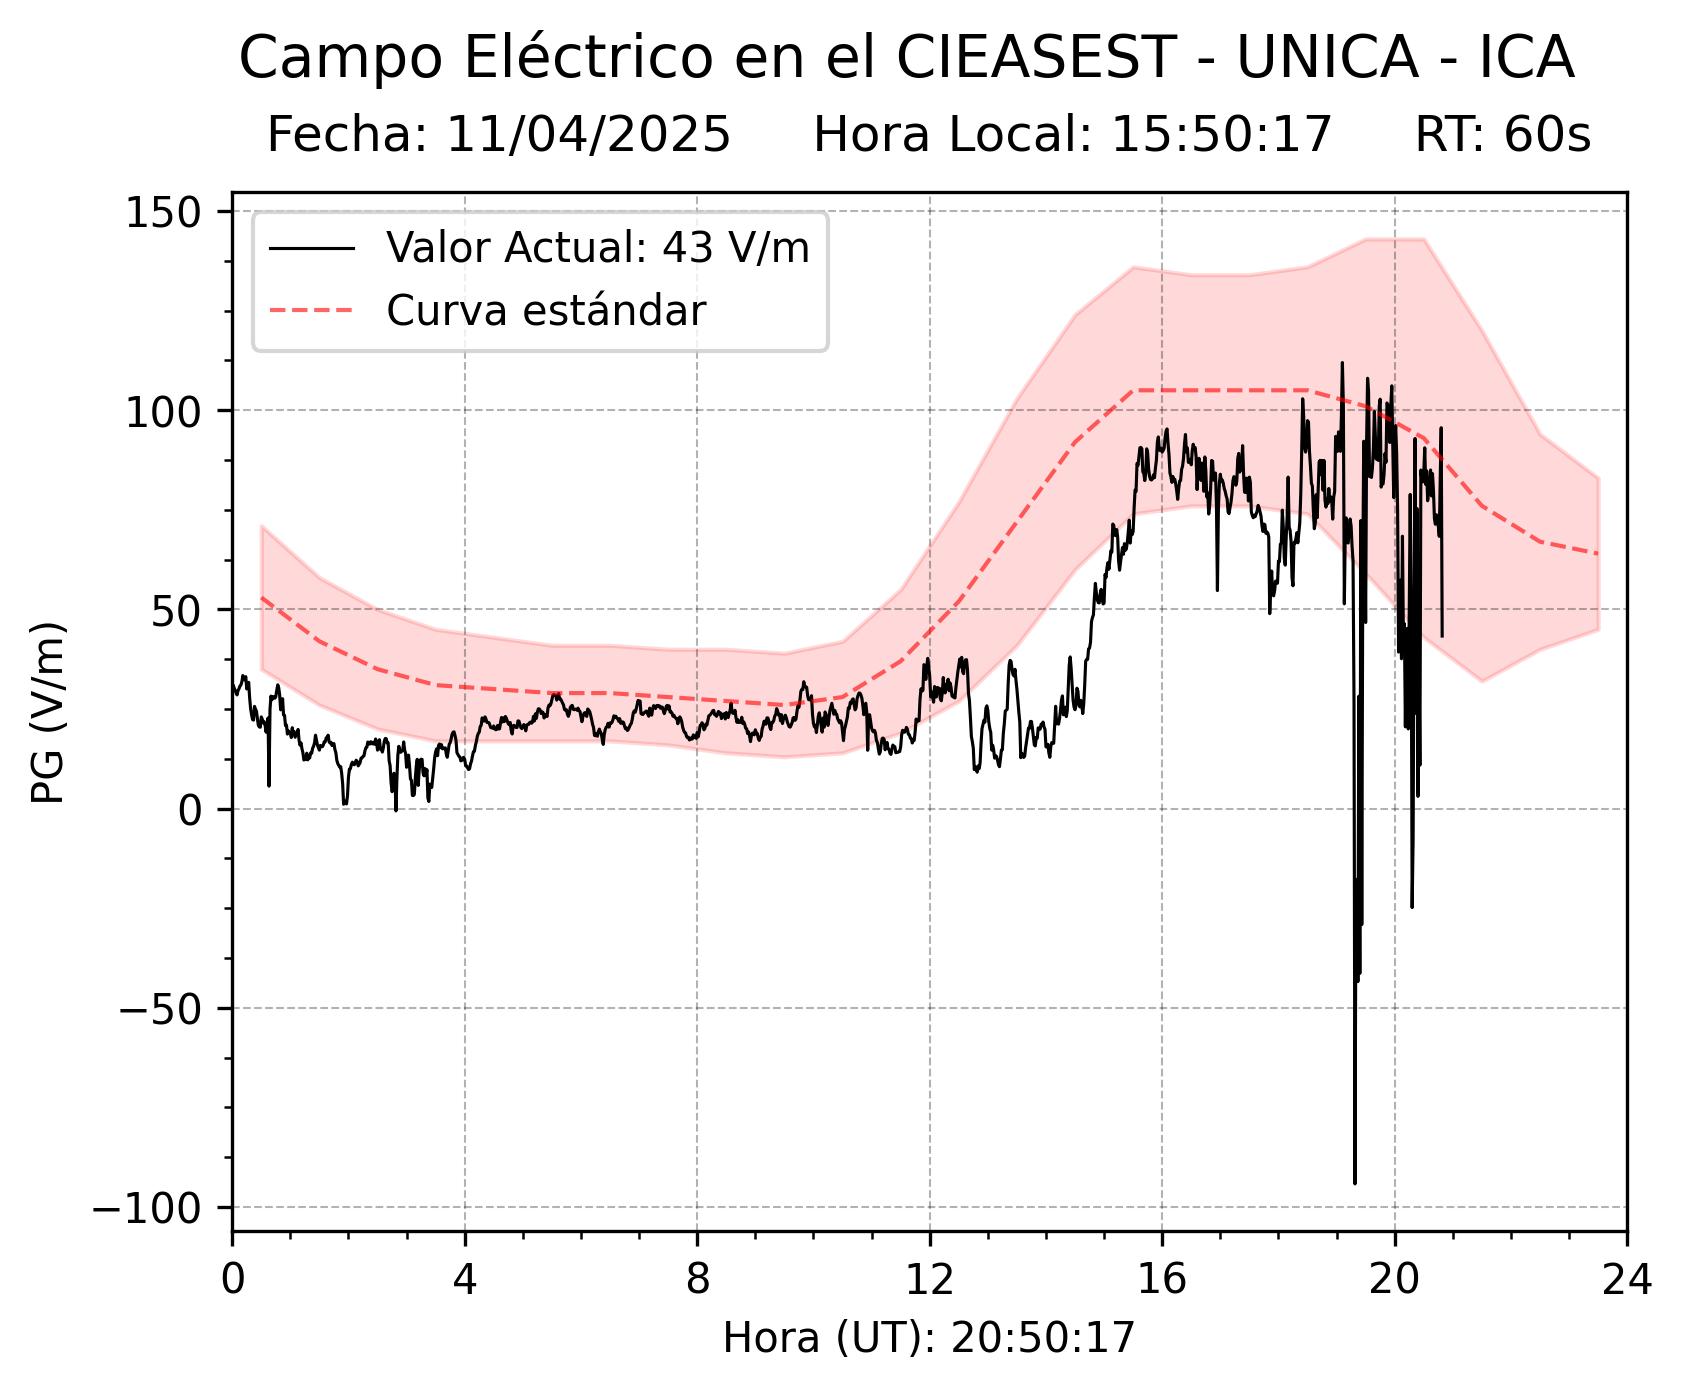 Campo Eléctrico en el CIEASEST - UNICA - ICA
Fecha: 11/04/2025 Hora Local: 15:50:17 RT: 60s
Valor Actual: 43 V/m
Curva estándar
PG (V/m)
150
100
50
0
−50
−100
0 4 8 12 16 20 24
Hora (UT): 20:50:17